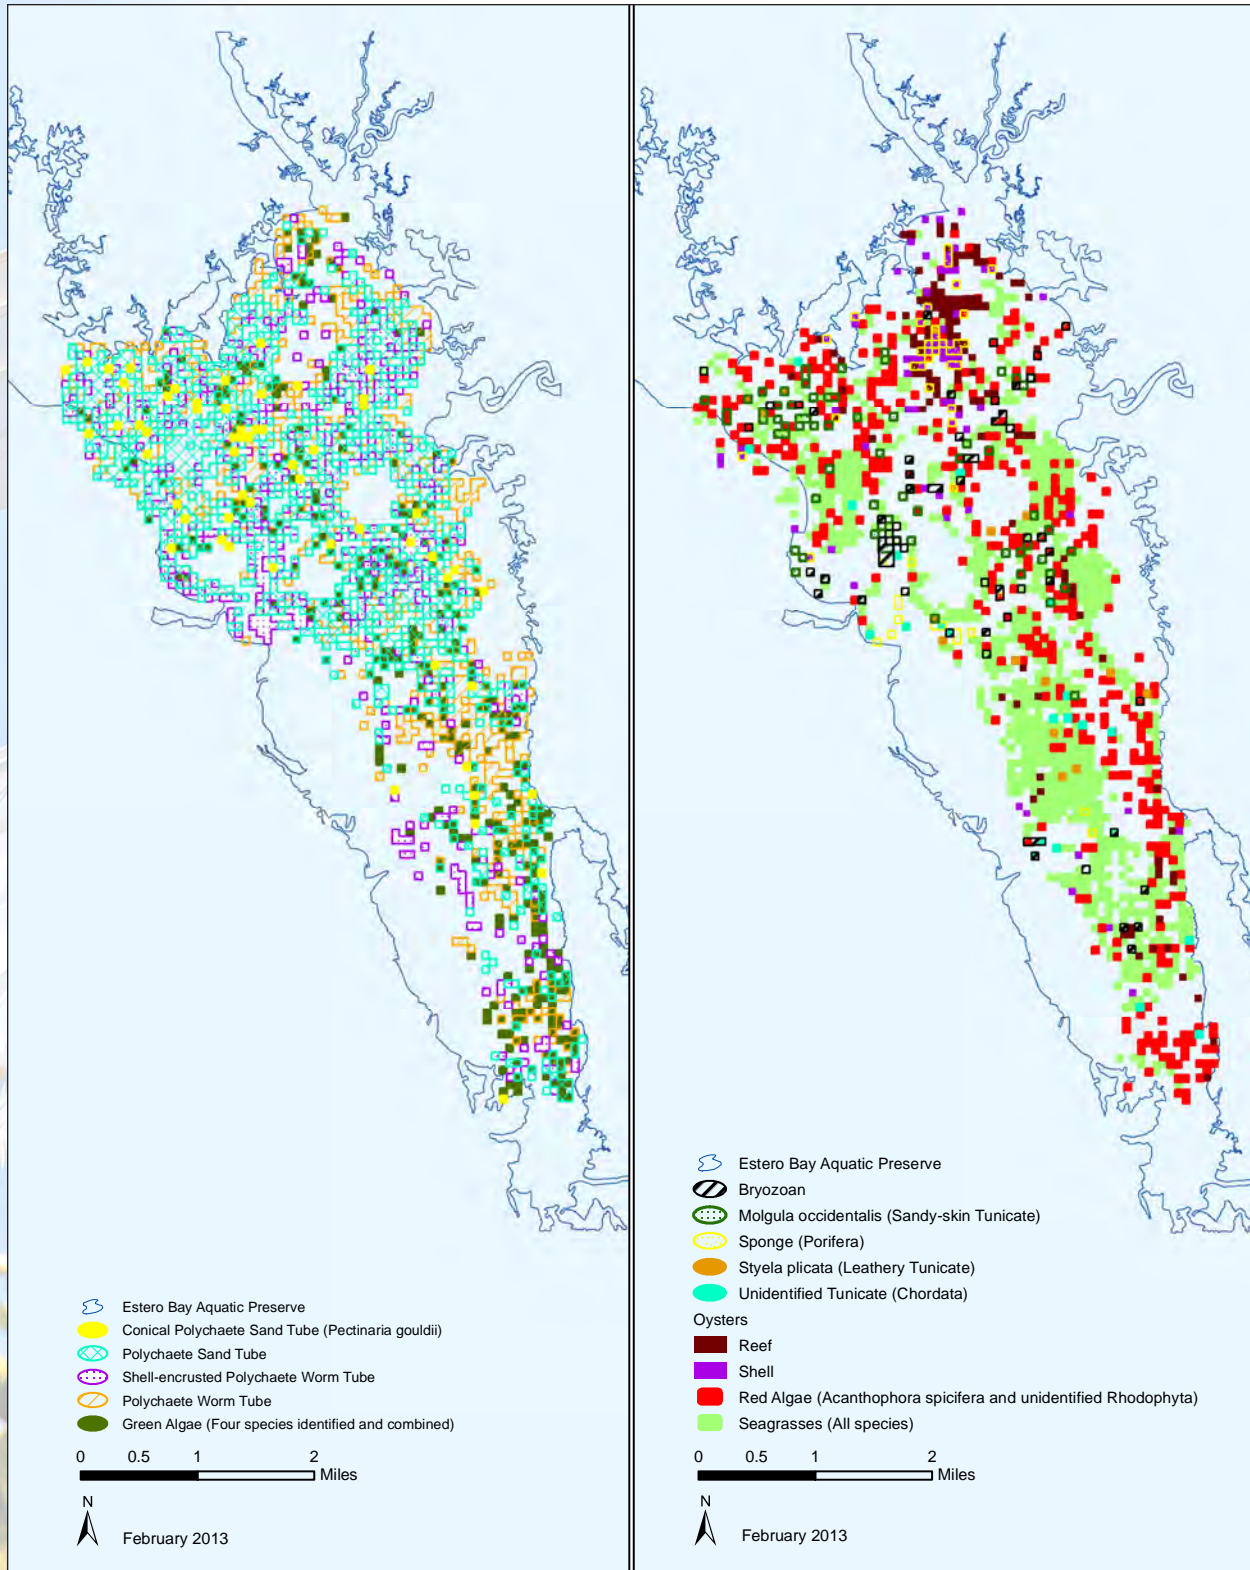 Estero Bay Aquatic Preserve
Conical Polychaete Sand Tube (Pectinaria gouldii)
Polychaete Sand Tube
Shell-encrusted Polychaete Worm Tube
Polychaete Worm Tube
Green Algae (Four species identified and combined)
0 0.5 1 2
Miles
N
February 2013
Estero Bay Aquatic Preserve
Bryozoan
Molgula occidentalis (Sandy-skin Tunicate)
Sponge (Porifera)
Styela plicata (Leathery Tunicate)
Unidentified Tunicate (Chordata)
Oysters
Reef
Shell
Red Algae (Acanthophora spicifera and unidentified Rhodophyta)
Seagrasses (All species)
0 0.5 1 2
Miles
N
February 2013